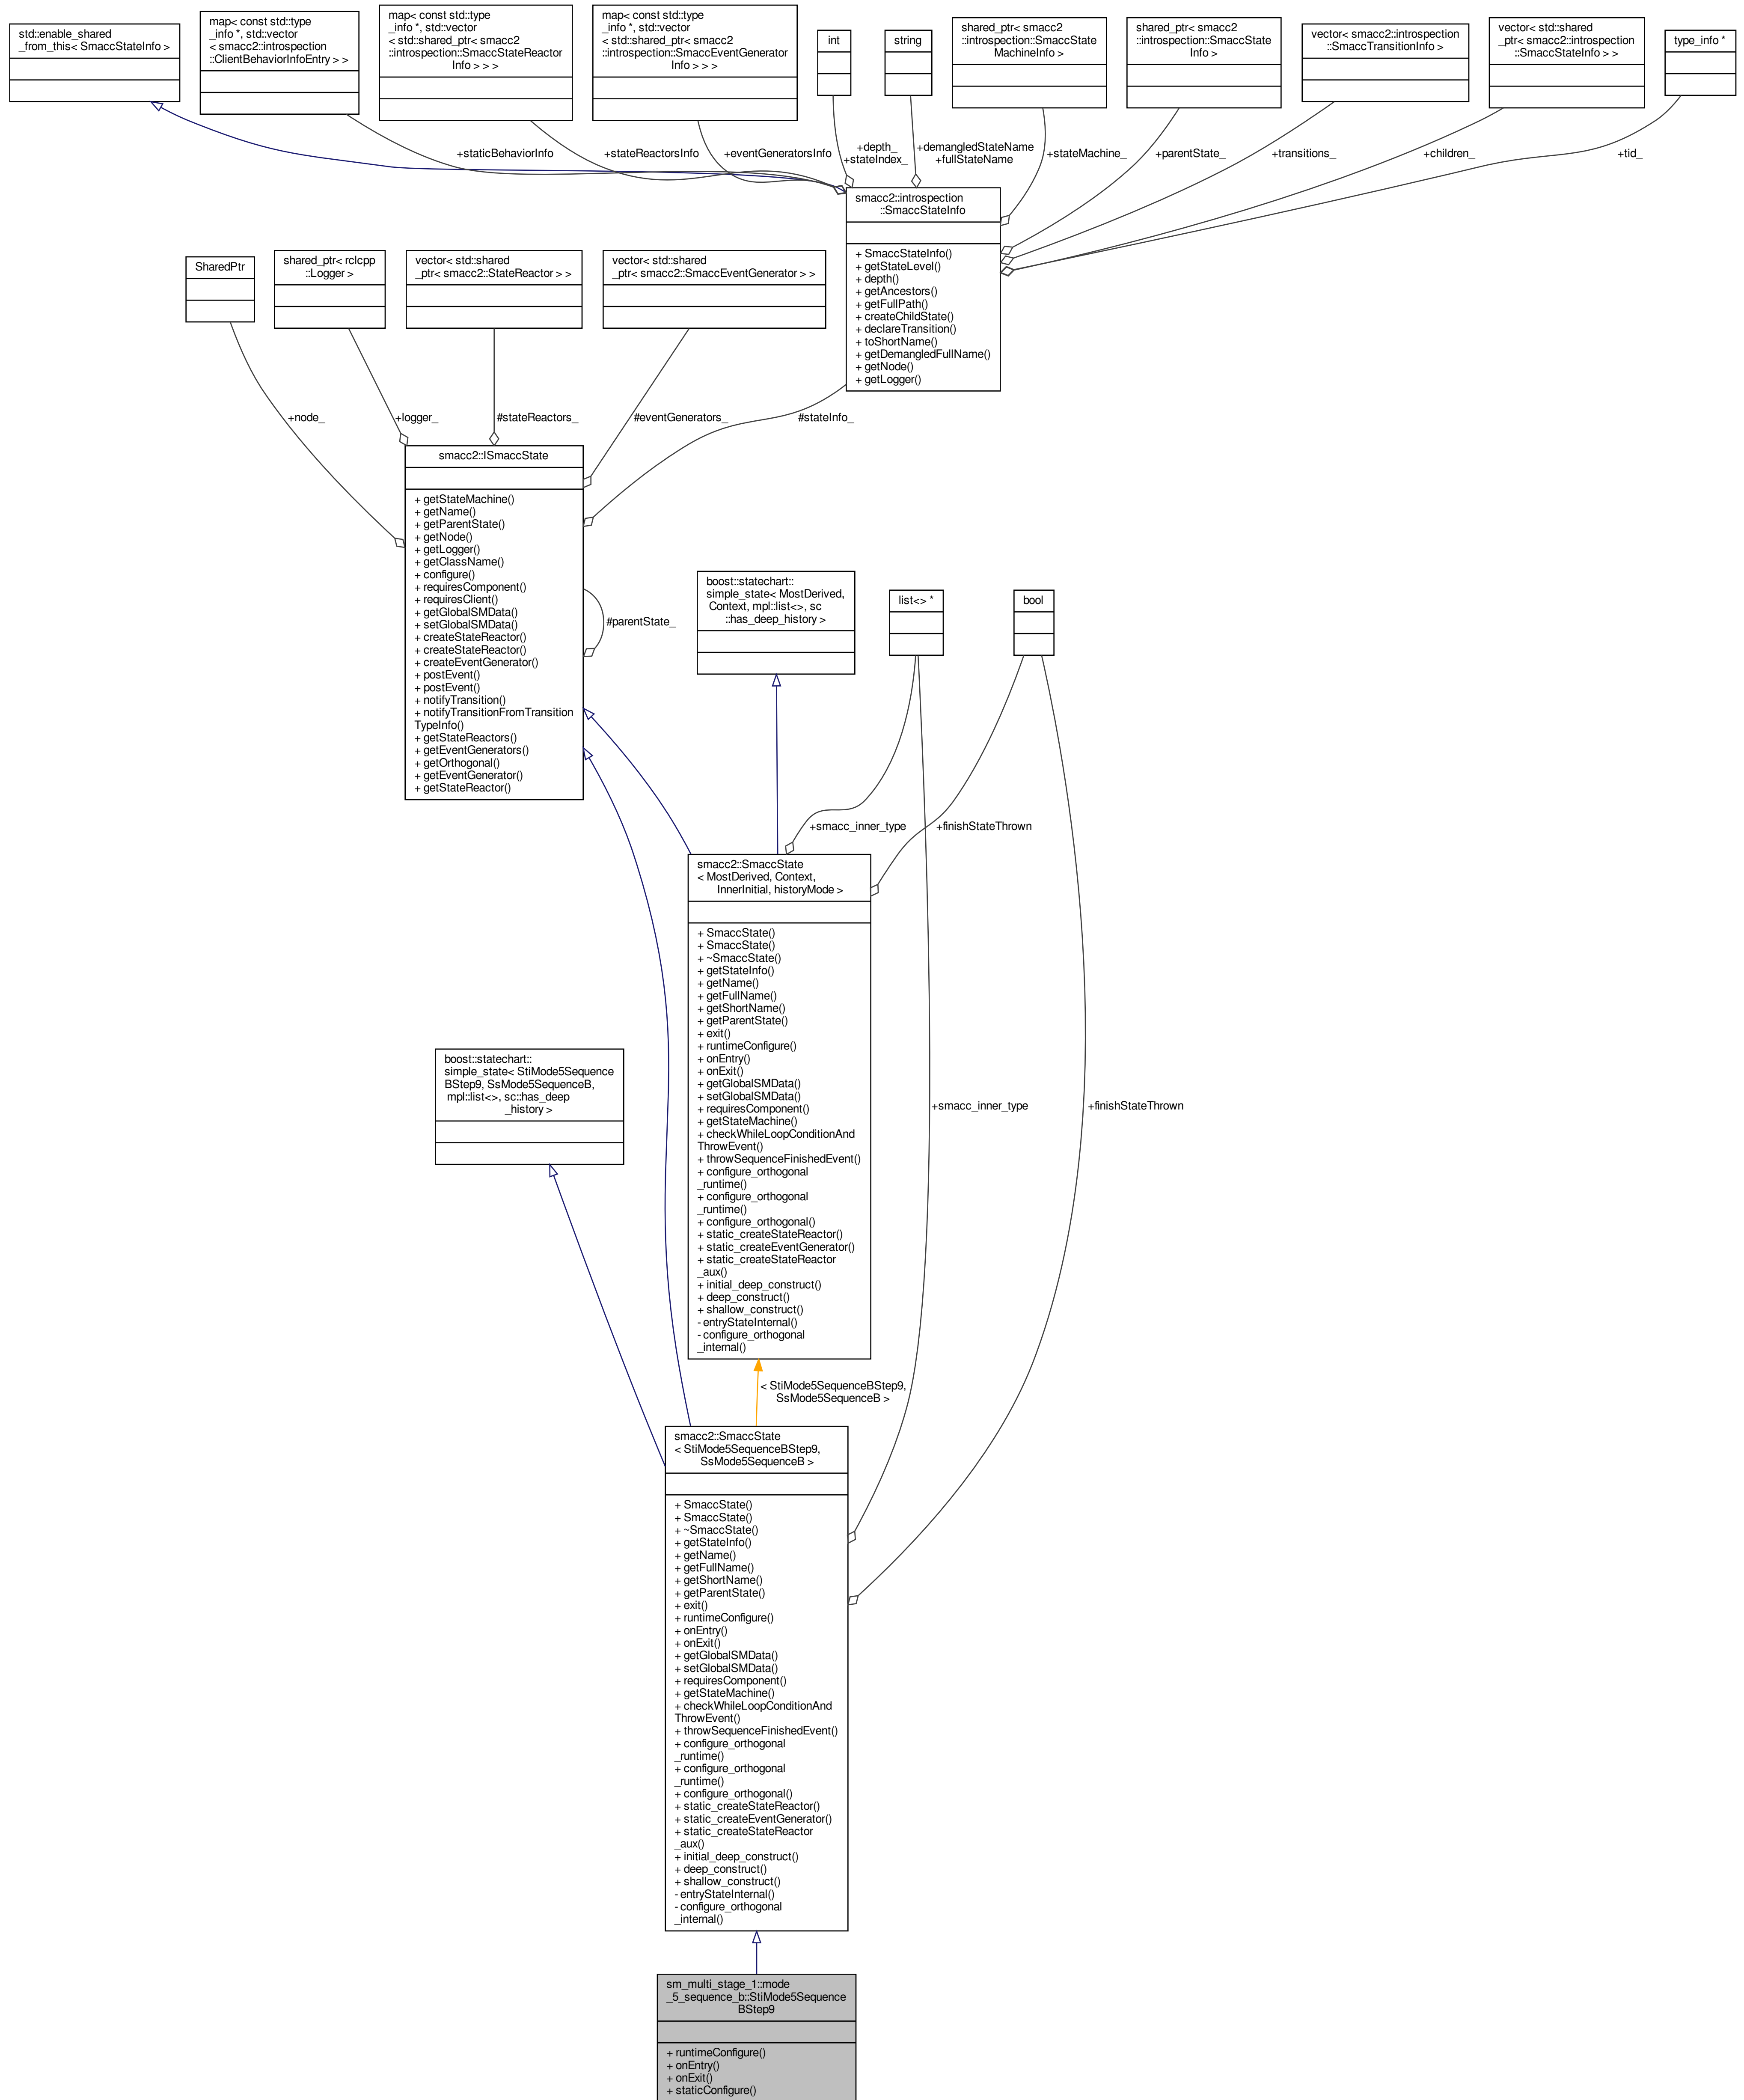 std::enable_shared
_from_this< SmaccStateInfo >
map< const std::type
_info *, std::vector
< smacc2::introspection
::ClientBehaviorInfoEntry > >
map< const std::type
_info *, std::vector
< std::shared_ptr< smacc2
::introspection::SmaccStateReactor
Info > > >
map< const std::type
_info *, std::vector
< std::shared_ptr< smacc2
::introspection::SmaccEventGenerator
Info > > >
int
string
shared_ptr< smacc2
::introspection::SmaccState
MachineInfo >
shared_ptr< smacc2
::introspection::SmaccState
Info >
vector< smacc2::introspection
::SmaccTransitionInfo >
vector< std::shared
_ptr< smacc2::introspection
::SmaccStateInfo > >
type_info *
+staticBehaviorInfo
+stateReactorsInfo
+eventGeneratorsInfo
+depth_
+stateIndex_
+demangledStateName
+fullStateName
+stateMachine_
+parentState_
+transitions_
+children_
+tid_
smacc2::introspection
::SmaccStateInfo
+ SmaccStateInfo()
+ getStateLevel()
+ depth()
+ getAncestors()
+ getFullPath()
+ createChildState()
+ declareTransition()
+ toShortName()
+ getDemangledFullName()
+ getNode()
+ getLogger()
SharedPtr
shared_ptr< rclcpp
::Logger >
vector< std::shared
_ptr< smacc2::StateReactor > >
vector< std::shared
_ptr< smacc2::SmaccEventGenerator > >
+node_
+logger_
#stateReactors_
#eventGenerators_
#stateInfo_
smacc2::ISmaccState
+ getStateMachine()
+ getName()
+ getParentState()
+ getNode()
+ getLogger()
+ getClassName()
+ configure()
+ requiresComponent()
+ requiresClient()
+ getGlobalSMData()
+ setGlobalSMData()
+ createStateReactor()
+ createStateReactor()
+ createEventGenerator()
+ postEvent()
+ postEvent()
+ notifyTransition()
+ notifyTransitionFromTransition
TypeInfo()
+ getStateReactors()
+ getEventGenerators()
+ getOrthogonal()
+ getEventGenerator()
+ getStateReactor()
#parentState_
boost::statechart::
simple_state< MostDerived,
Context, mpl::list<>, sc
::has_deep_history >
list<> *
bool
+smacc_inner_type
+finishStateThrown
smacc2::SmaccState
< MostDerived, Context,
InnerInitial, historyMode >
+ SmaccState()
+ SmaccState()
+ ~SmaccState()
+ getStateInfo()
+ getName()
+ getFullName()
+ getShortName()
+ getParentState()
+ exit()
+ runtimeConfigure()
+ onEntry()
+ onExit()
+ getGlobalSMData()
+ setGlobalSMData()
+ requiresComponent()
+ getStateMachine()
+ checkWhileLoopConditionAnd
ThrowEvent()
+ throwSequenceFinishedEvent()
+ configure_orthogonal
_runtime()
+ configure_orthogonal
_runtime()
+ configure_orthogonal()
+ static_createStateReactor()
+ static_createEventGenerator()
+ static_createStateReactor
_aux()
+ initial_deep_construct()
+ deep_construct()
+ shallow_construct()
- entryStateInternal()
- configure_orthogonal
_internal()
boost::statechart::
simple_state< StiMode5Sequence
BStep9, SsMode5SequenceB,
mpl::list<>, sc::has_deep
_history >
+smacc_inner_type
+finishStateThrown
< StiMode5SequenceBStep9,
SsMode5SequenceB >
smacc2::SmaccState
< StiMode5SequenceBStep9,
SsMode5SequenceB >
+ SmaccState()
+ SmaccState()
+ ~SmaccState()
+ getStateInfo()
+ getName()
+ getFullName()
+ getShortName()
+ getParentState()
+ exit()
+ runtimeConfigure()
+ onEntry()
+ onExit()
+ getGlobalSMData()
+ setGlobalSMData()
+ requiresComponent()
+ getStateMachine()
+ checkWhileLoopConditionAnd
ThrowEvent()
+ throwSequenceFinishedEvent()
+ configure_orthogonal
_runtime()
+ configure_orthogonal
_runtime()
+ configure_orthogonal()
+ static_createStateReactor()
+ static_createEventGenerator()
+ static_createStateReactor
_aux()
+ initial_deep_construct()
+ deep_construct()
+ shallow_construct()
- entryStateInternal()
- configure_orthogonal
_internal()
sm_multi_stage_1::mode
_5_sequence_b::StiMode5Sequence
BStep9
+ runtimeConfigure()
+ onEntry()
+ onExit()
+ staticConfigure()